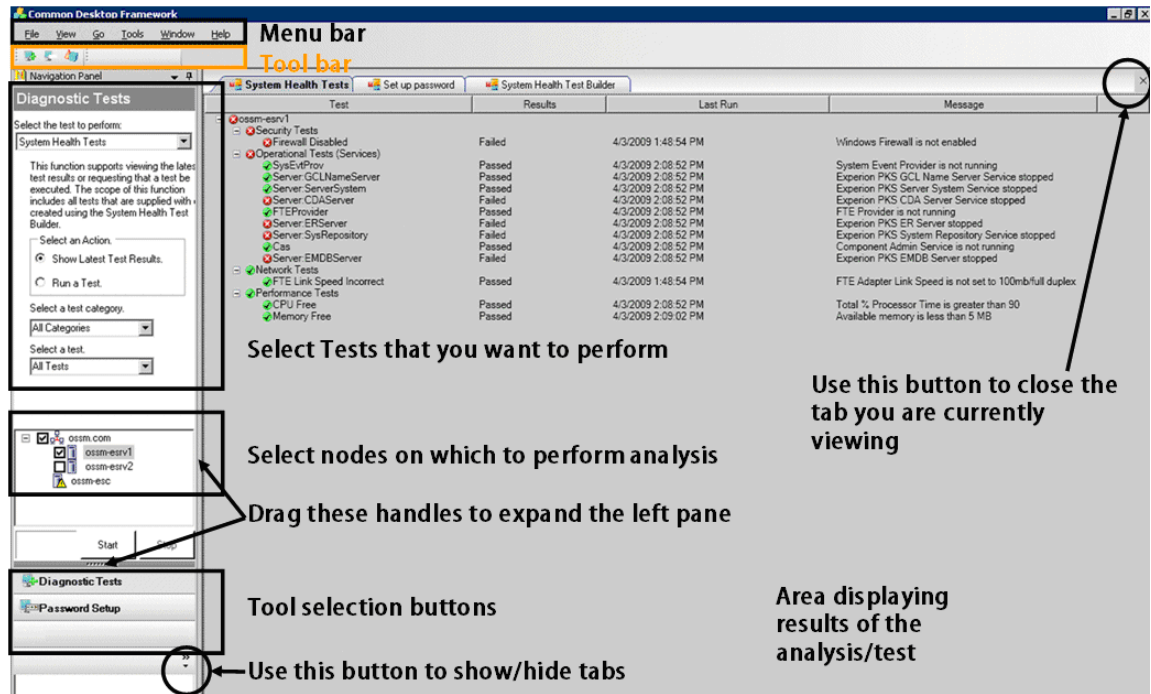 Common Desktop Framework
File View Go Tools Window Help
Menu bar
Tool bar
Navigation Panel
System Health Tests Set up password System Health Test Builder
Diagnostic Tests
Select the test to perform:
System Health Tests
This function supports viewing the lates
test results or requesting that a test be
executed. The scope of this function
includes all tests that are supplied with
created using the System Health Test
Builder.
Select an Action.
Show Latest Test Results.
Run a Test.
Select a test category.
All Categories
Select a test.
All Tests
Test Results Last Run Message
ossm-esrv1
Security Tests
Firewall Disabled Failed 4/3/2009 1:48:54 PM Windows Firewall is not enabled
Operational Tests (Services)
SysEvtProv Passed 4/3/2009 2:08:52 PM System Event Provider is not running
Server:GCLNameServer Passed 4/3/2009 2:08:52 PM Experion PKS GCL Name Server Service stopped
Server:ServerSystem Passed 4/3/2009 2:08:52 PM Experion PKS Server System Service stopped
Server:CDAServer Failed 4/3/2009 2:08:52 PM Experion PKS CDA Server Service stopped
FTEProvider Passed 4/3/2009 2:08:52 PM FTE Provider is not running
Server:ERServer Failed 4/3/2009 2:08:52 PM Experion PKS ER Server stopped
Server:SysRepository Failed 4/3/2009 2:08:52 PM Experion PKS System Repository Service stopped
Cas Passed 4/3/2009 2:08:52 PM Component Admin Service is not running
Server:EMDBServer Failed 4/3/2009 2:08:52 PM Experion PKS EMDB Server stopped
Network Tests
FTE Link Speed Incorrect Passed 4/3/2009 1:48:54 PM FTE Adapter Link Speed is not set to 100mb/full duplex
Performance Tests
CPU Free Passed 4/3/2009 2:08:52 PM Total % Processor Time is greater than 90
Memory Free Passed 4/3/2009 2:09:02 PM Available memory is less than 5 MB
Select Tests that you want to perform
Use this button to close the
tab you are currently
viewing
ossm.com
ossm-esrv1
ossm-esrv2
ossm-esc
Select nodes on which to perform analysis
Drag these handles to expand the left pane
Start Stop
Diagnostic Tests
Password Setup
Tool selection buttons
Area displaying
results of the
analysis/test
Use this button to show/hide tabs